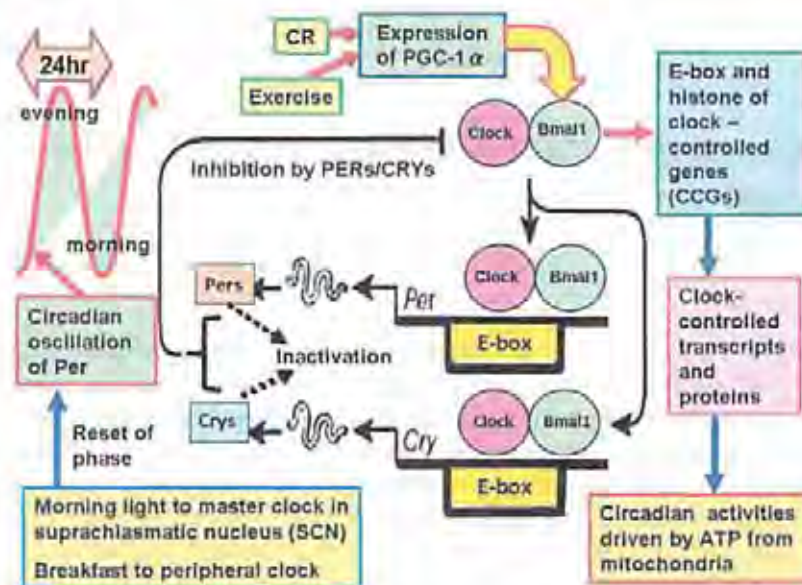 24hr
evening
morning
CR
Exercise
Expression
of PGC-1 α
Clock
Bmal1
E-box and
histone of
clock –
controlled
genes
(CCGs)
Inhibition by PERs/CRYs
Clock
Bmal1
Pers
Per
E-box
Circadian
oscillation
of Per
Inactivation
Clock-
controlled
transcripts
and
proteins
Clock
Bmal1
Crys
Cry
E-box
Reset of
phase
Morning light to master clock in
suprachiasmatic nucleus (SCN)
Breakfast to peripheral clock
Circadian activities
driven by ATP from
mitochondria